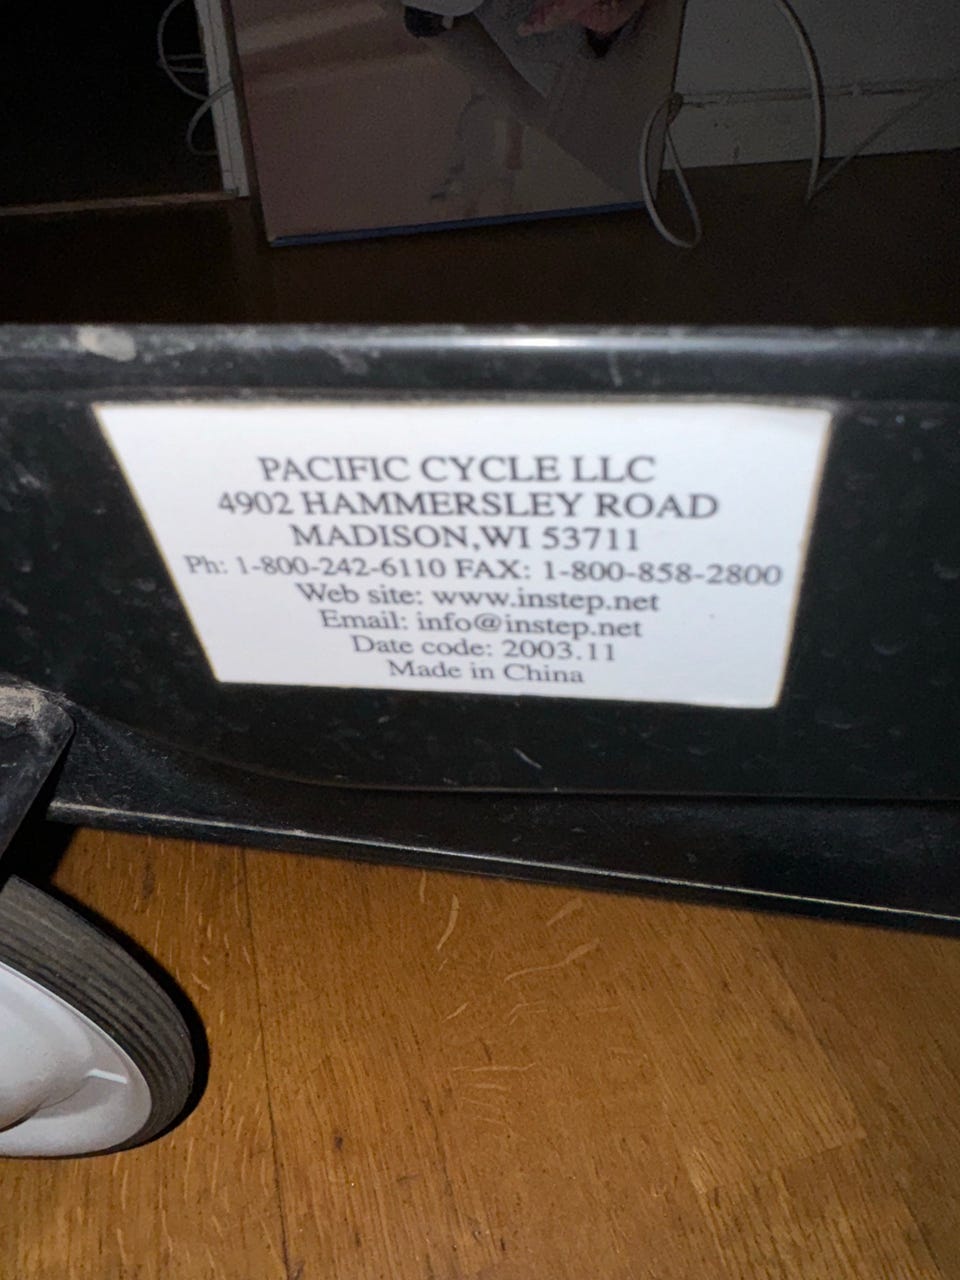 PACIFIC CYCLE LLC
4902 HAMMERSLEY ROAD
MADISON,WI 53711
Ph: 1-800-242-6110 FAX: 1-800-858-2800
Web site: www.instep.net
Email: info@instep.net
Date code: 2003.11
Made in China